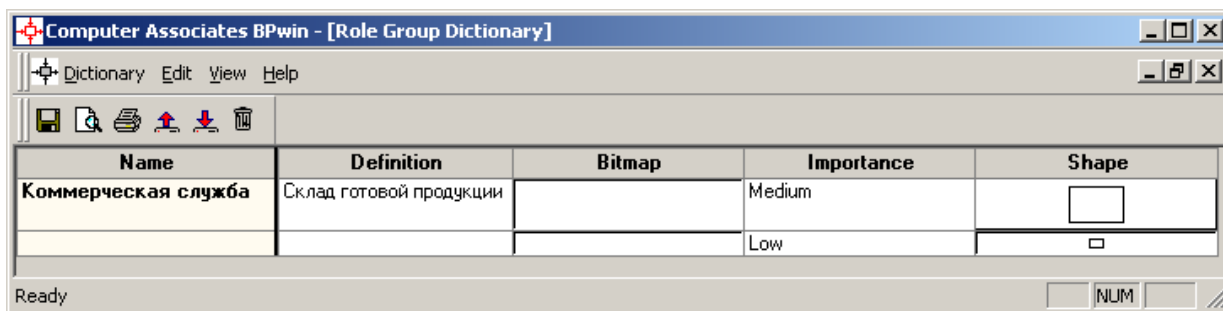 Computer Associates BPwin - [Role Group Dictionary]
Dictionary Edit View Help
Name Definition Bitmap Importance Shape
Коммерческая служба Склад готовой продукции Medium
Low
Ready NUM